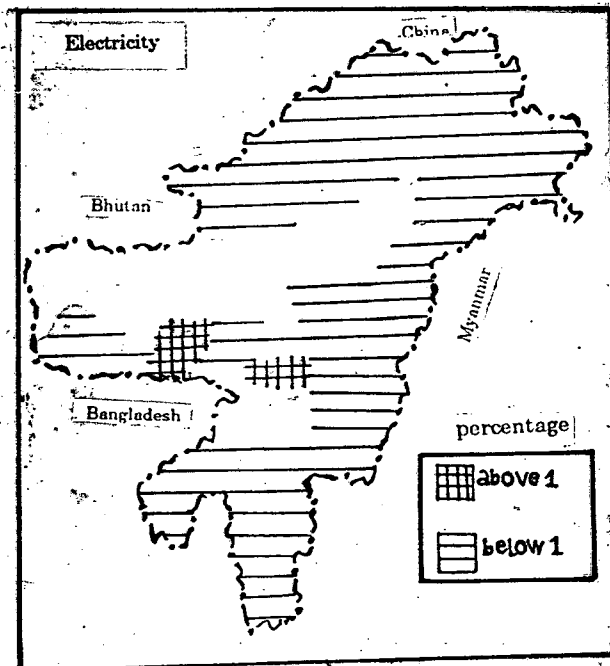 Electricity
China
Bhutan
Myanmar
Bangladesh
percentage
above 1
below 1